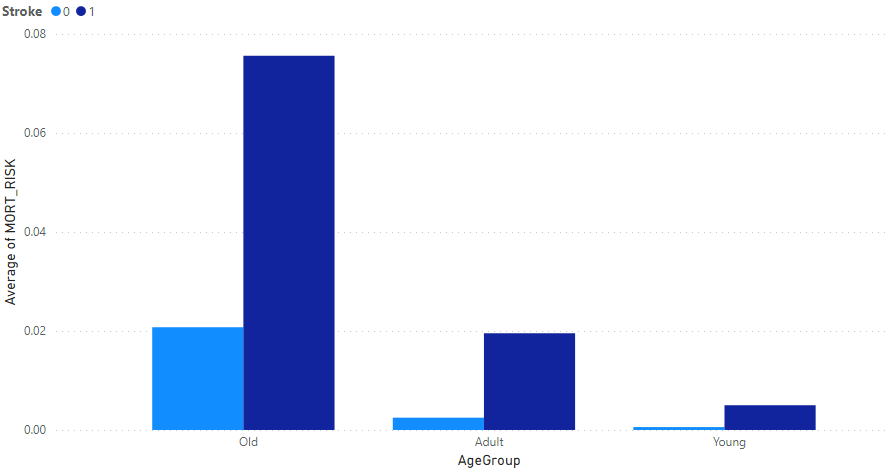 Stroke 0 1
0.08
0.06
0.04
0.02
0.00
Average of MORT_RISK
Old Adult Young
AgeGroup